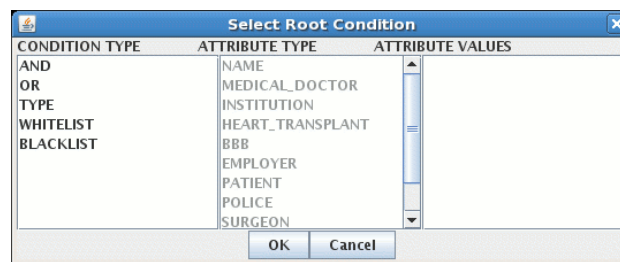 Select Root Condition
CONDITION TYPE ATTRIBUTE TYPE ATTRIBUTE VALUES
AND
OR
TYPE
WHITELIST
BLACKLIST
NAME
MEDICAL_DOCTOR
INSTITUTION
HEART_TRANSPLANT
BBB
EMPLOYER
PATIENT
POLICE
SURGEON
OK Cancel